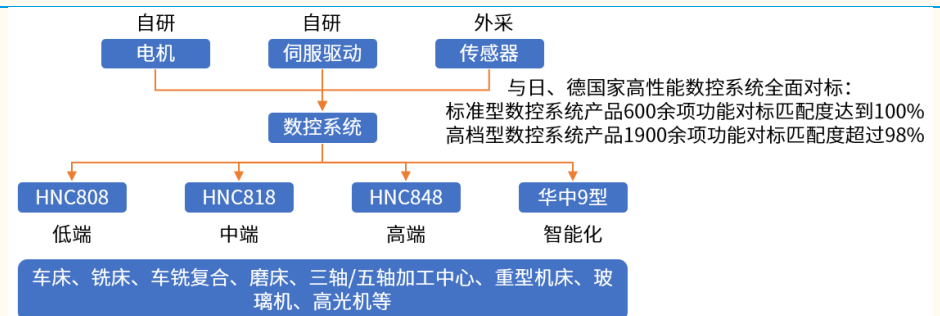 自研
自研
外采
电机
伺服驱动
传感器
与日、德国家高性能数控系统全面对标：
标准型数控系统产品600余项功能对标匹配度达到100%
高档型数控系统产品1900余项功能对标匹配度超过98%
数控系统
HNC808
HNC818
HNC848
华中9型
低端
中端
高端
智能化
车床、铣床、车铣复合、磨床、三轴/五轴加工中心、重型机床、玻
璃机、高光机等